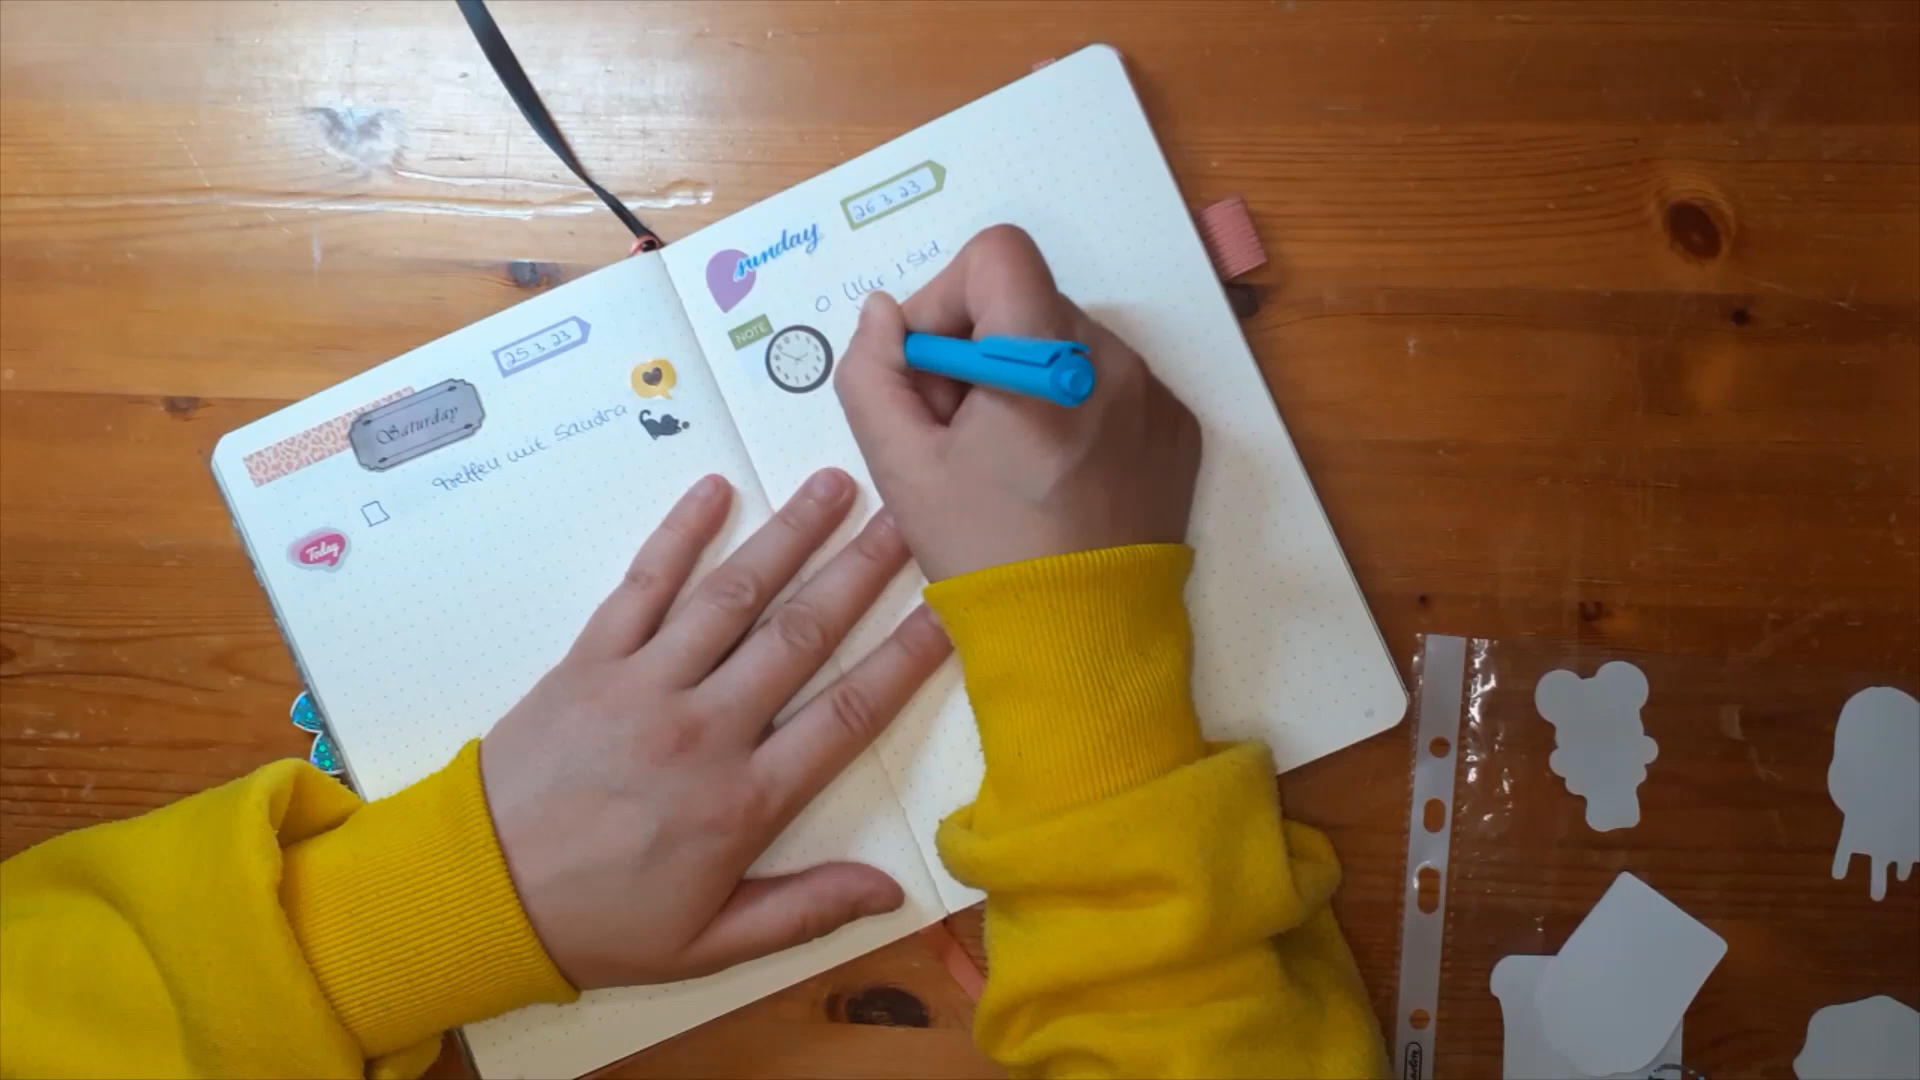 25.3.23
Saturday
Treffen mit Sandra
Today
26.3.23
sunday
O Uhr 1 Std.
NOTE